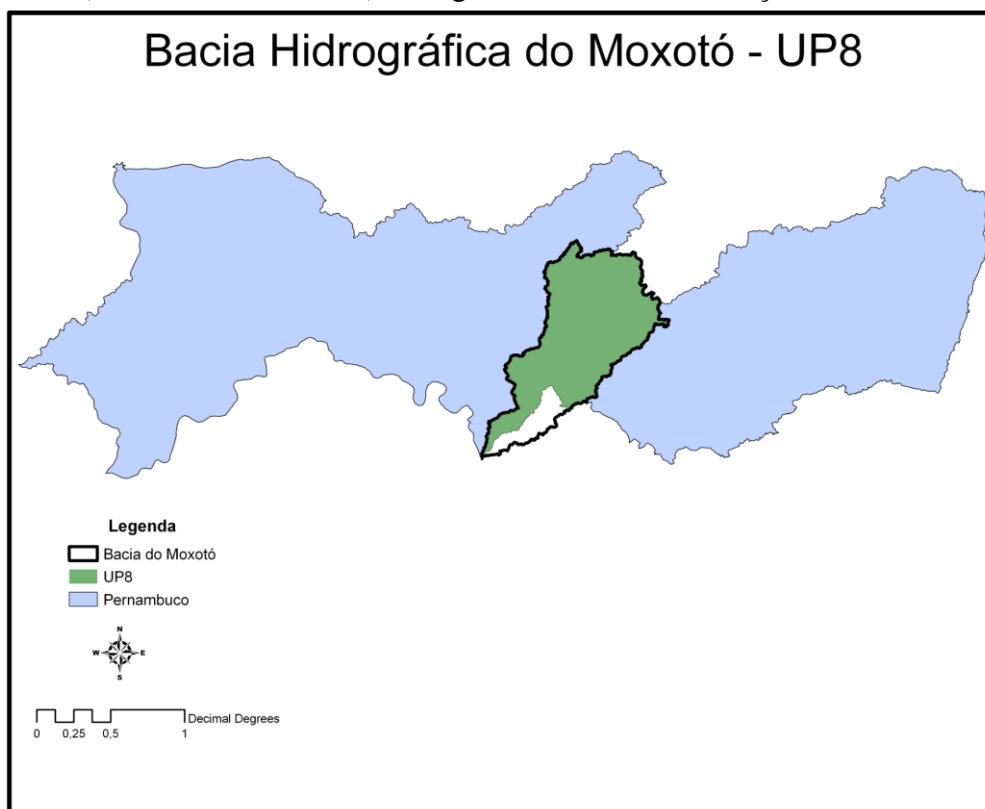 Bacia Hidrográfica do Moxotó - UP8
Legenda
Bacia do Moxotó
UP8
Pernambuco
N
W E
S
Decimal Degrees
0 0,25 0,5 1